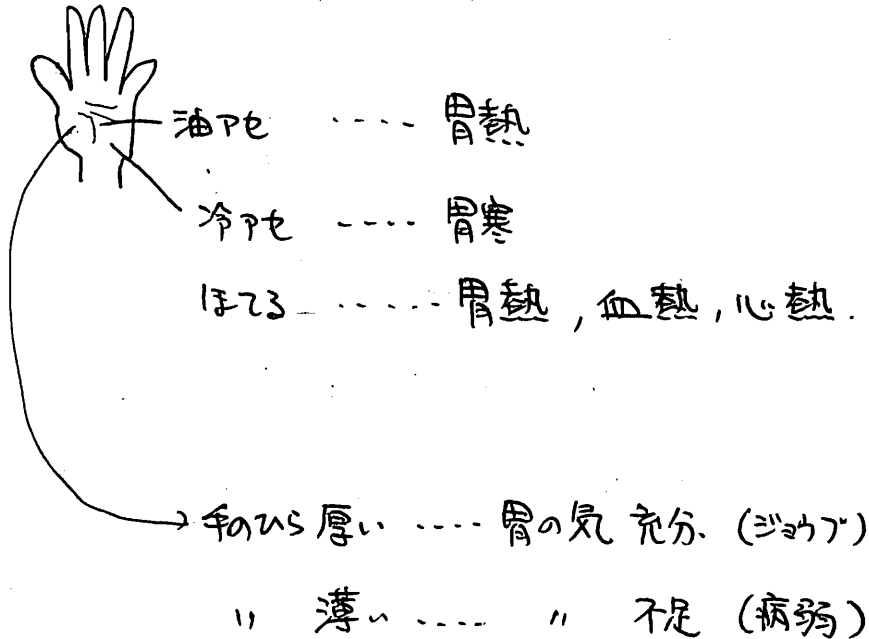 油アセ ‥‥ 胃熱
冷アセ ‥‥ 胃寒
ほてる ‥‥‥ 胃熱,血熱,心熱.
手のひら 厚い ‥‥ 胃の気 充分. (ジョウブ)
〃 薄い ‥‥ 〃 不足 (病弱)